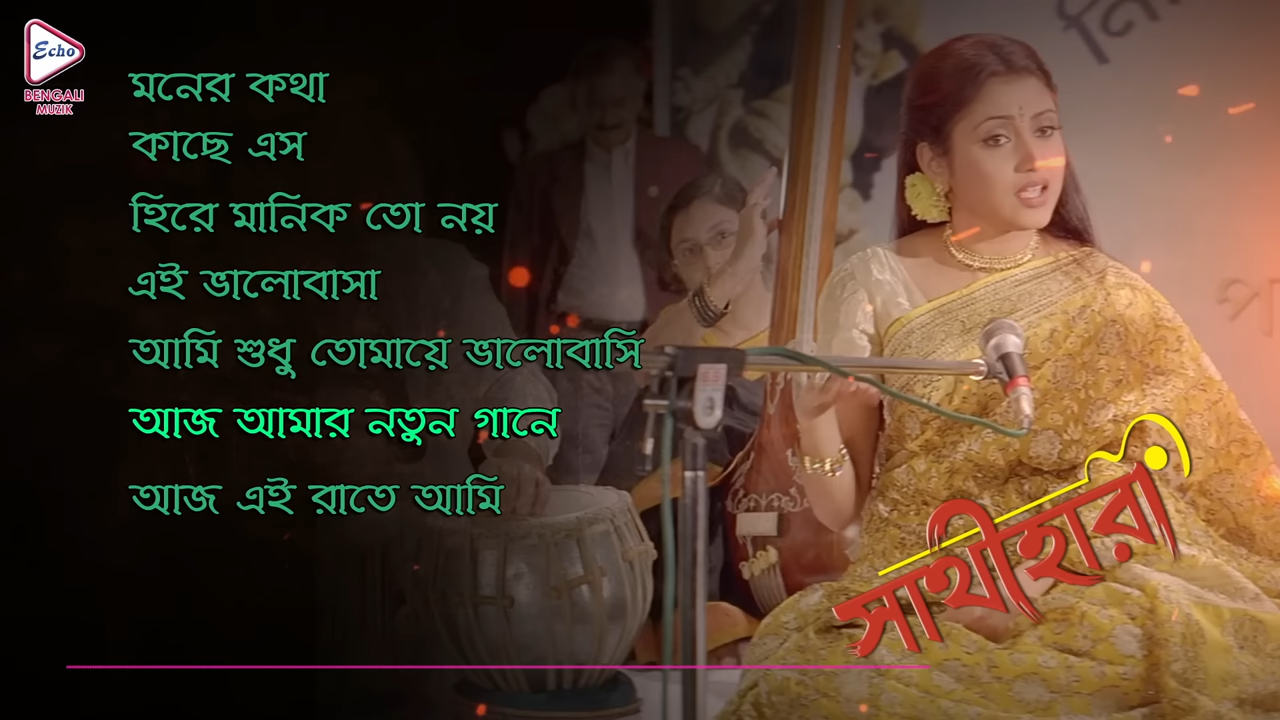 Echo
BENGALI
MUZIK
মনের কথা
কাছে এস
হিরে মানিক তো নয়
এই ভালোবাসা
আমি শুধু তোমায়ে ভালোবাসি
আজ আমার নতুন গানে
আজ এই রাতে আমি
সাথীহারা